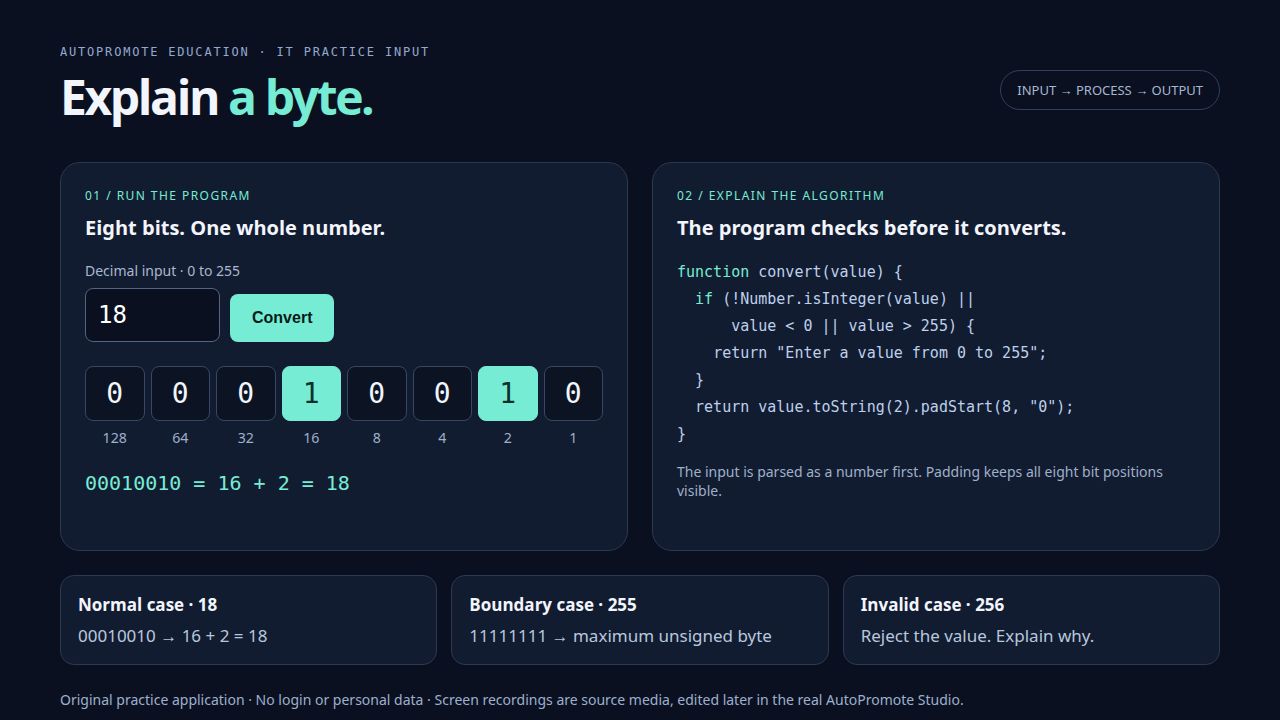 AUTOPROMOTE EDUCATION · IT PRACTICE INPUT
Explain a byte.
INPUT → PROCESS → OUTPUT
01 / RUN THE PROGRAM
Eight bits. One whole number.
Decimal input · 0 to 255
18
Convert
0 0 0 1 0 0 1 0
128 64 32 16 8 4 2 1
00010010 = 16 + 2 = 18
02 / EXPLAIN THE ALGORITHM
The program checks before it converts.
function convert(value) {
  if (!Number.isInteger(value) ||
      value < 0 || value > 255) {
    return "Enter a value from 0 to 255";
  }
  return value.toString(2).padStart(8, "0");
}
The input is parsed as a number first. Padding keeps all eight bit positions
visible.
Normal case · 18
00010010 → 16 + 2 = 18
Boundary case · 255
11111111 → maximum unsigned byte
Invalid case · 256
Reject the value. Explain why.
Original practice application · No login or personal data · Screen recordings are source media, edited later in the real AutoPromote Studio.